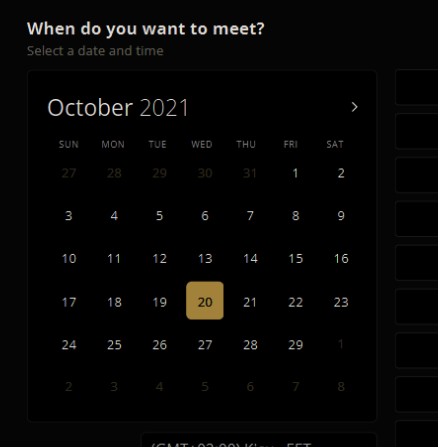 When do you want to meet?
Select a date and time
October 2021
SUN MON TUE WED THU FRI SAT
27 28 29 30 31 1 2
3 4 5 6 7 8 9
10 11 12 13 14 15 16
17 18 19 20 21 22 23
24 25 26 27 28 29 1
2 3 4 5 6 7 8
(GMT+03:00) Kiev - EET